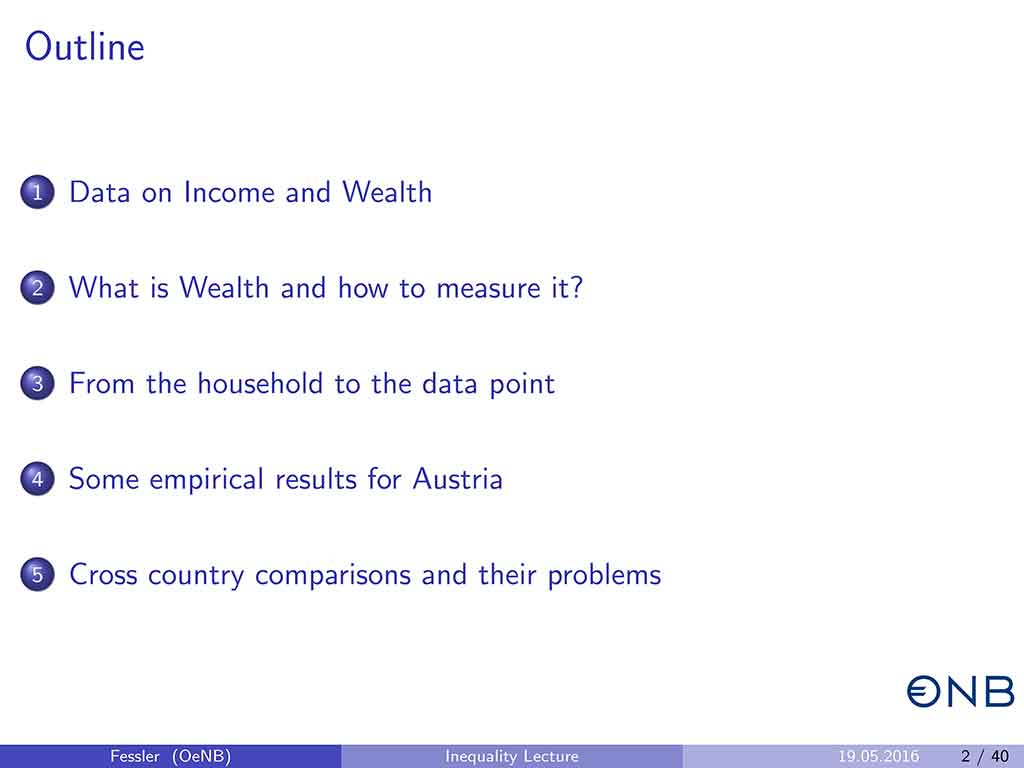 Outline
1 Data on Income and Wealth
2 What is Wealth and how to measure it?
3 From the household to the data point
4 Some empirical results for Austria
5 Cross country comparisons and their problems
ONB
Fessler (OeNB) Inequality Lecture 19.05.2016 2 / 40